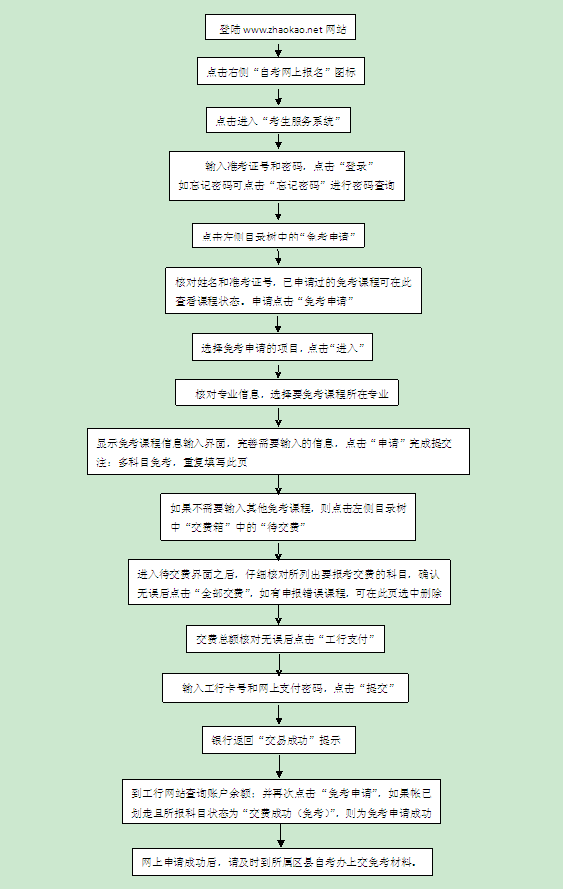 登陆 www.zhaokao.net 网站
点击右侧“自考网上报名”图标
点击进入“考生服务系统”
输入准考证号和密码，点击“登录”
如忘记密码可点击“忘记密码”进行密码查询
点击左侧目录树中的“免考申请”
核对姓名和准考证号，已申请过的免考课程可在此
查看课程状态。申请点击“免考申请”
选择免考申请的项目，点击“进入”
核对专业信息，选择要免考课程所在专业
显示免考课程信息输入界面，完善需要输入的信息，点击“申请”完成提交
注：多科目免考，重复填写此页
如果不需要输入其他免考课程，则点击左侧目录树
中“交费箱”中的“待交费”
进入待交费界面之后，仔细核对所列出要报考交费的科目，确认
无误后点击“全部交费”，如有申报错误课程，可在此页选中删除
交费总额核对无误后点击“工行支付”
输入工行卡号和网上支付密码，点击“提交”
银行返回“交易成功”提示
到工行网站查询账户余额；并再次点击“免考申请”，如果帐已
划走且所报科目状态为“交费成功（免考）”，则为免考申请成功
网上申请成功后，请及时到所属区县自考办上交免考材料。